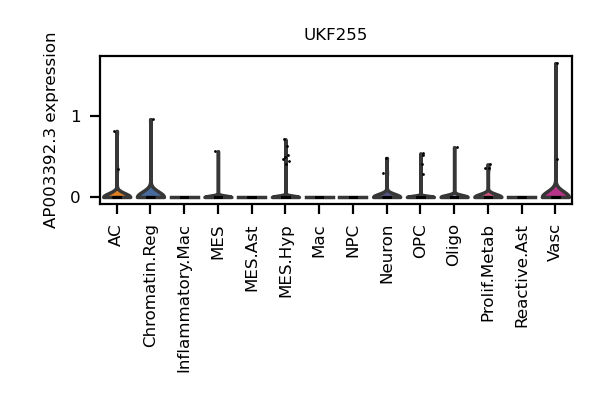 UKF255
AP003392.3 expression
1
0
AC
Chromatin.Reg
Inflammatory.Mac
MES
MES.Ast
MES.Hyp
Mac
NPC
Neuron
OPC
Oligo
Prolif.Metab
Reactive.Ast
Vasc